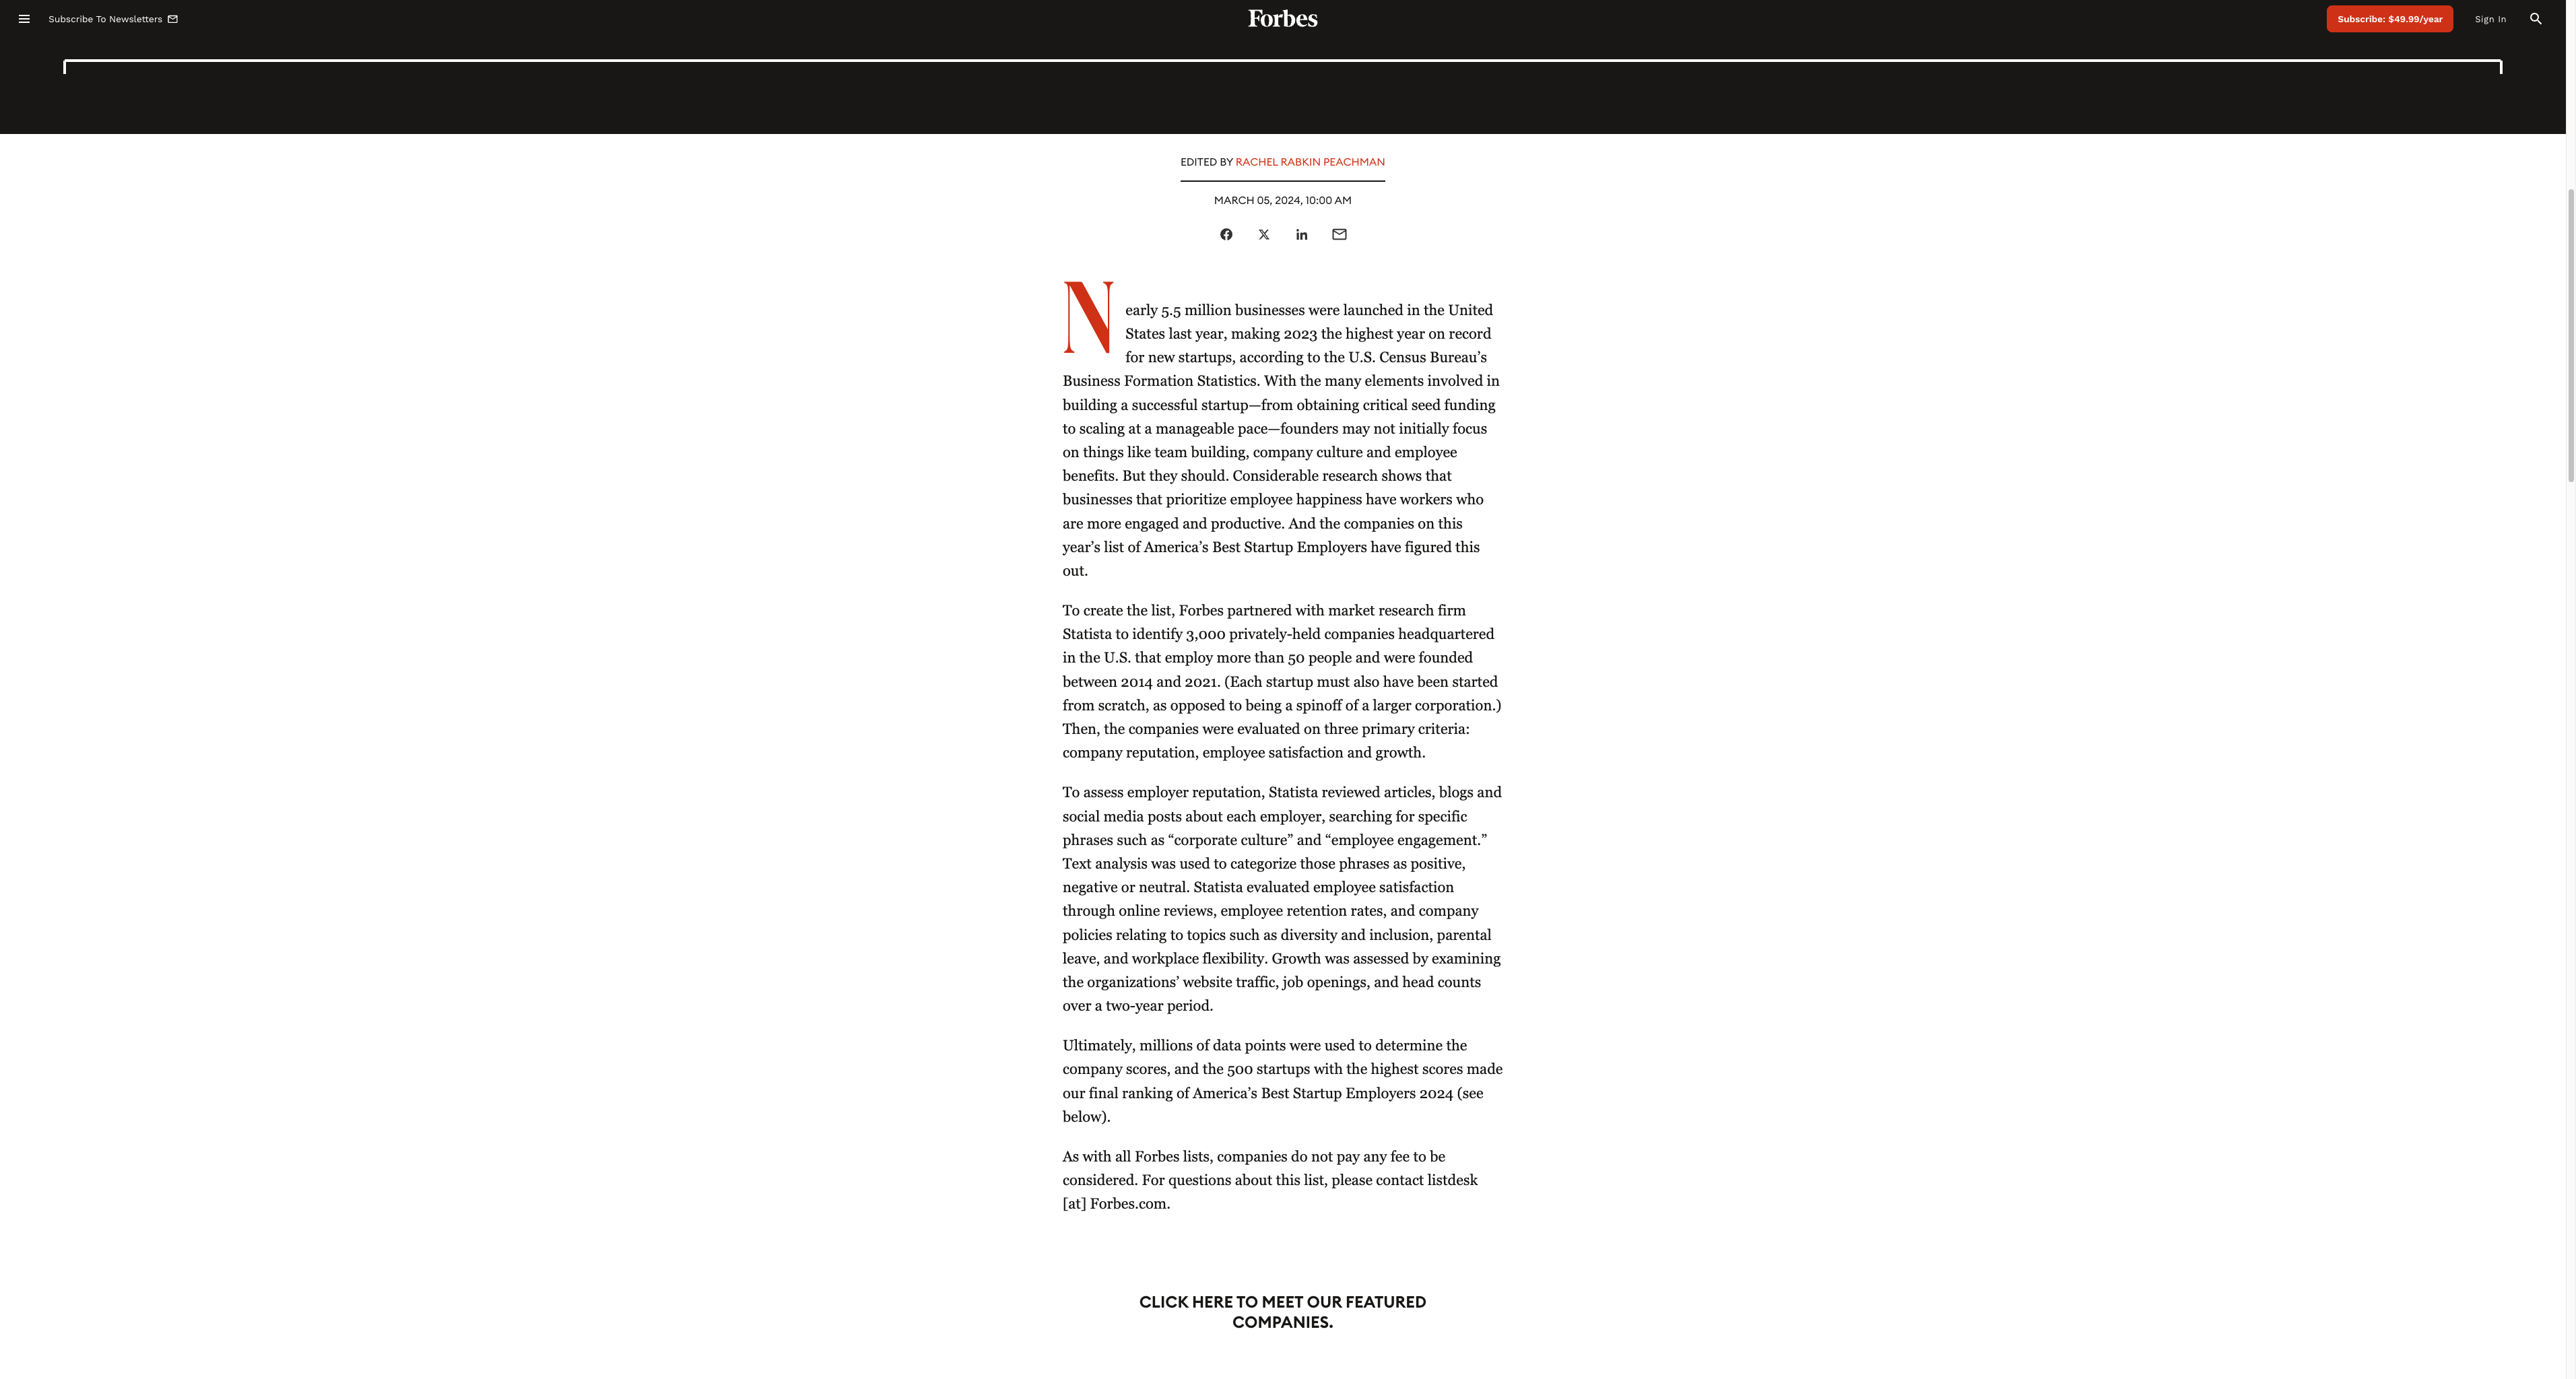 Subscribe To Newsletters
Forbes
Subscribe: $49.99/year
Sign In
EDITED BY RACHEL RABKIN PEACHMAN
MARCH 05, 2024, 10:00 AM
Nearly 5.5 million businesses were launched in the United
States last year, making 2023 the highest year on record
for new startups, according to the U.S. Census Bureau’s
Business Formation Statistics. With the many elements involved in
building a successful startup—from obtaining critical seed funding
to scaling at a manageable pace—founders may not initially focus
on things like team building, company culture and employee
benefits. But they should. Considerable research shows that
businesses that prioritize employee happiness have workers who
are more engaged and productive. And the companies on this
year’s list of America’s Best Startup Employers have figured this
out.
To create the list, Forbes partnered with market research firm
Statista to identify 3,000 privately-held companies headquartered
in the U.S. that employ more than 50 people and were founded
between 2014 and 2021. (Each startup must also have been started
from scratch, as opposed to being a spinoff of a larger corporation.)
Then, the companies were evaluated on three primary criteria:
company reputation, employee satisfaction and growth.
To assess employer reputation, Statista reviewed articles, blogs and
social media posts about each employer, searching for specific
phrases such as “corporate culture” and “employee engagement.”
Text analysis was used to categorize those phrases as positive,
negative or neutral. Statista evaluated employee satisfaction
through online reviews, employee retention rates, and company
policies relating to topics such as diversity and inclusion, parental
leave, and workplace flexibility. Growth was assessed by examining
the organizations’ website traffic, job openings, and head counts
over a two-year period.
Ultimately, millions of data points were used to determine the
company scores, and the 500 startups with the highest scores made
our final ranking of America’s Best Startup Employers 2024 (see
below).
As with all Forbes lists, companies do not pay any fee to be
considered. For questions about this list, please contact listdesk
[at] Forbes.com.
CLICK HERE TO MEET OUR FEATURED
COMPANIES.